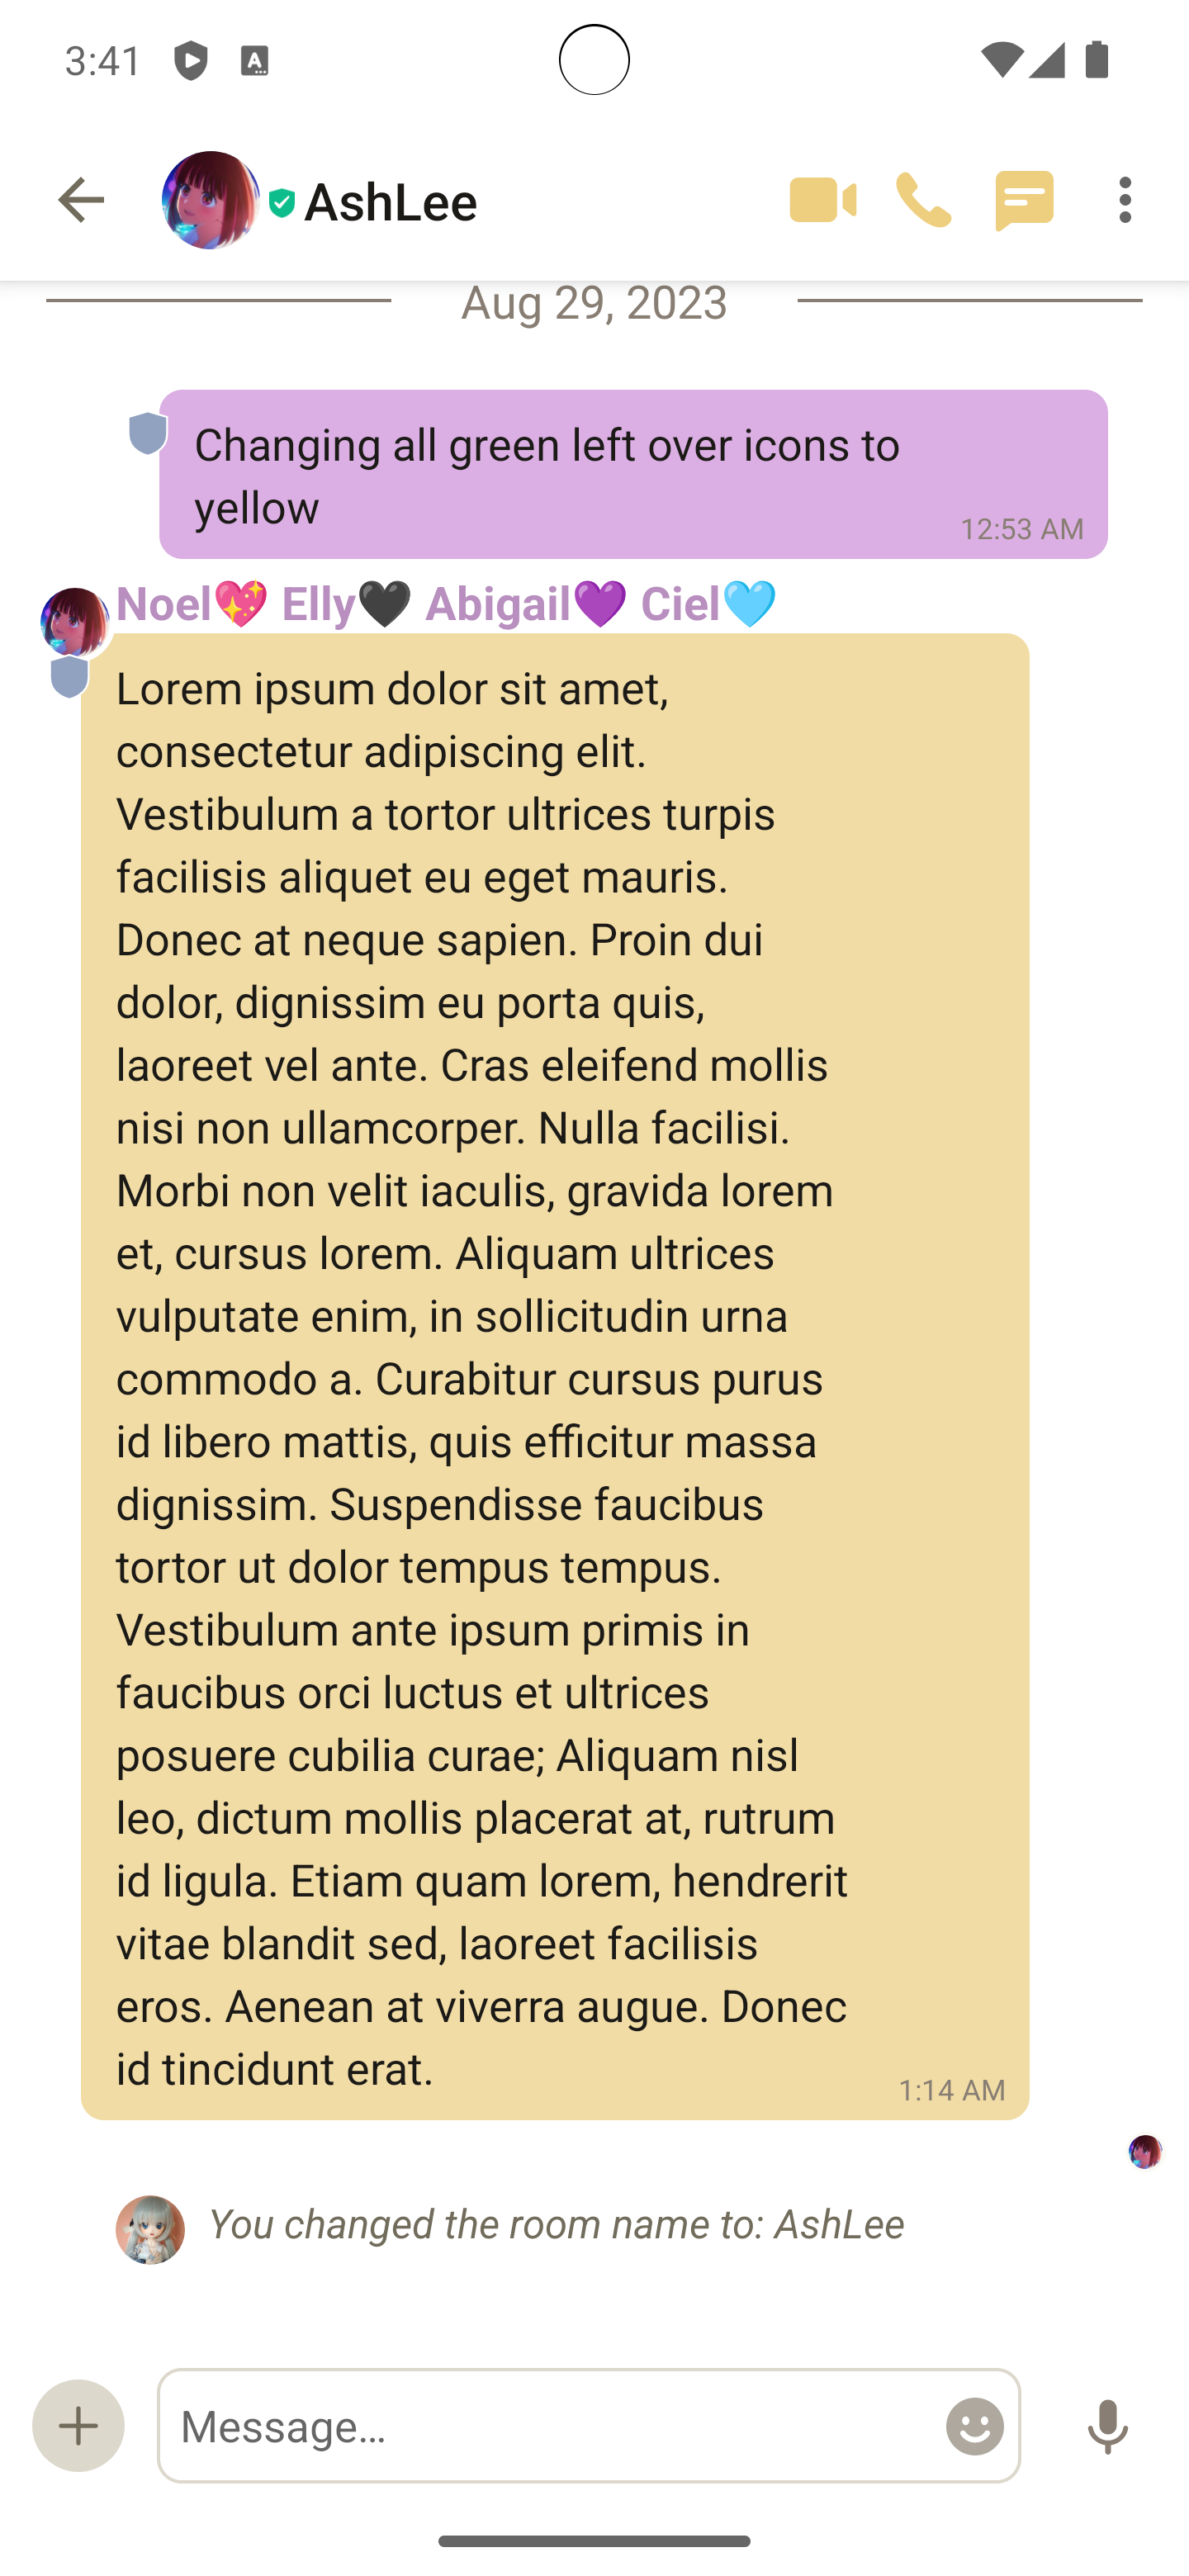 3:41
AshLee
Aug 29, 2023
Changing all green left over icons to
yellow
12:53 AM
Noel💖 Elly🖤 Abigail💜 Ciel🩵
Lorem ipsum dolor sit amet,
consectetur adipiscing elit.
Vestibulum a tortor ultrices turpis
facilisis aliquet eu eget mauris.
Donec at neque sapien. Proin dui
dolor, dignissim eu porta quis,
laoreet vel ante. Cras eleifend mollis
nisi non ullamcorper. Nulla facilisi.
Morbi non velit iaculis, gravida lorem
et, cursus lorem. Aliquam ultrices
vulputate enim, in sollicitudin urna
commodo a. Curabitur cursus purus
id libero mattis, quis efficitur massa
dignissim. Suspendisse faucibus
tortor ut dolor tempus tempus.
Vestibulum ante ipsum primis in
faucibus orci luctus et ultrices
posuere cubilia curae; Aliquam nisl
leo, dictum mollis placerat at, rutrum
id ligula. Etiam quam lorem, hendrerit
vitae blandit sed, laoreet facilisis
eros. Aenean at viverra augue. Donec
id tincidunt erat.
1:14 AM
You changed the room name to: AshLee
Message…